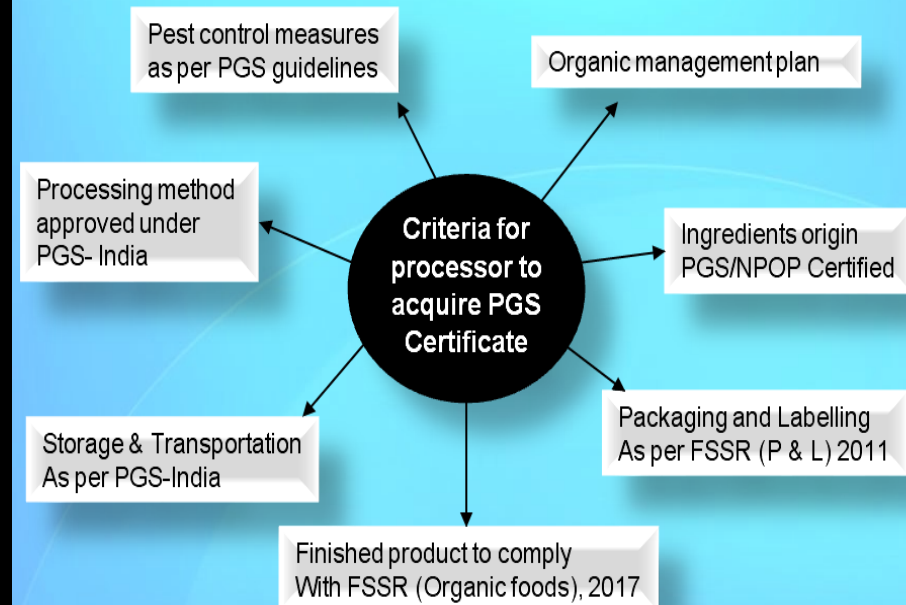 Pest control measures
as per PGS guidelines
Organic management plan
Processing method
approved under
PGS- India
Criteria for
processor to
acquire PGS
Certificate
Ingredients origin
PGS/NPOP Certified
Storage & Transportation
As per PGS-India
Packaging and Labelling
As per FSSR (P & L) 2011
Finished product to comply
With FSSR (Organic foods), 2017